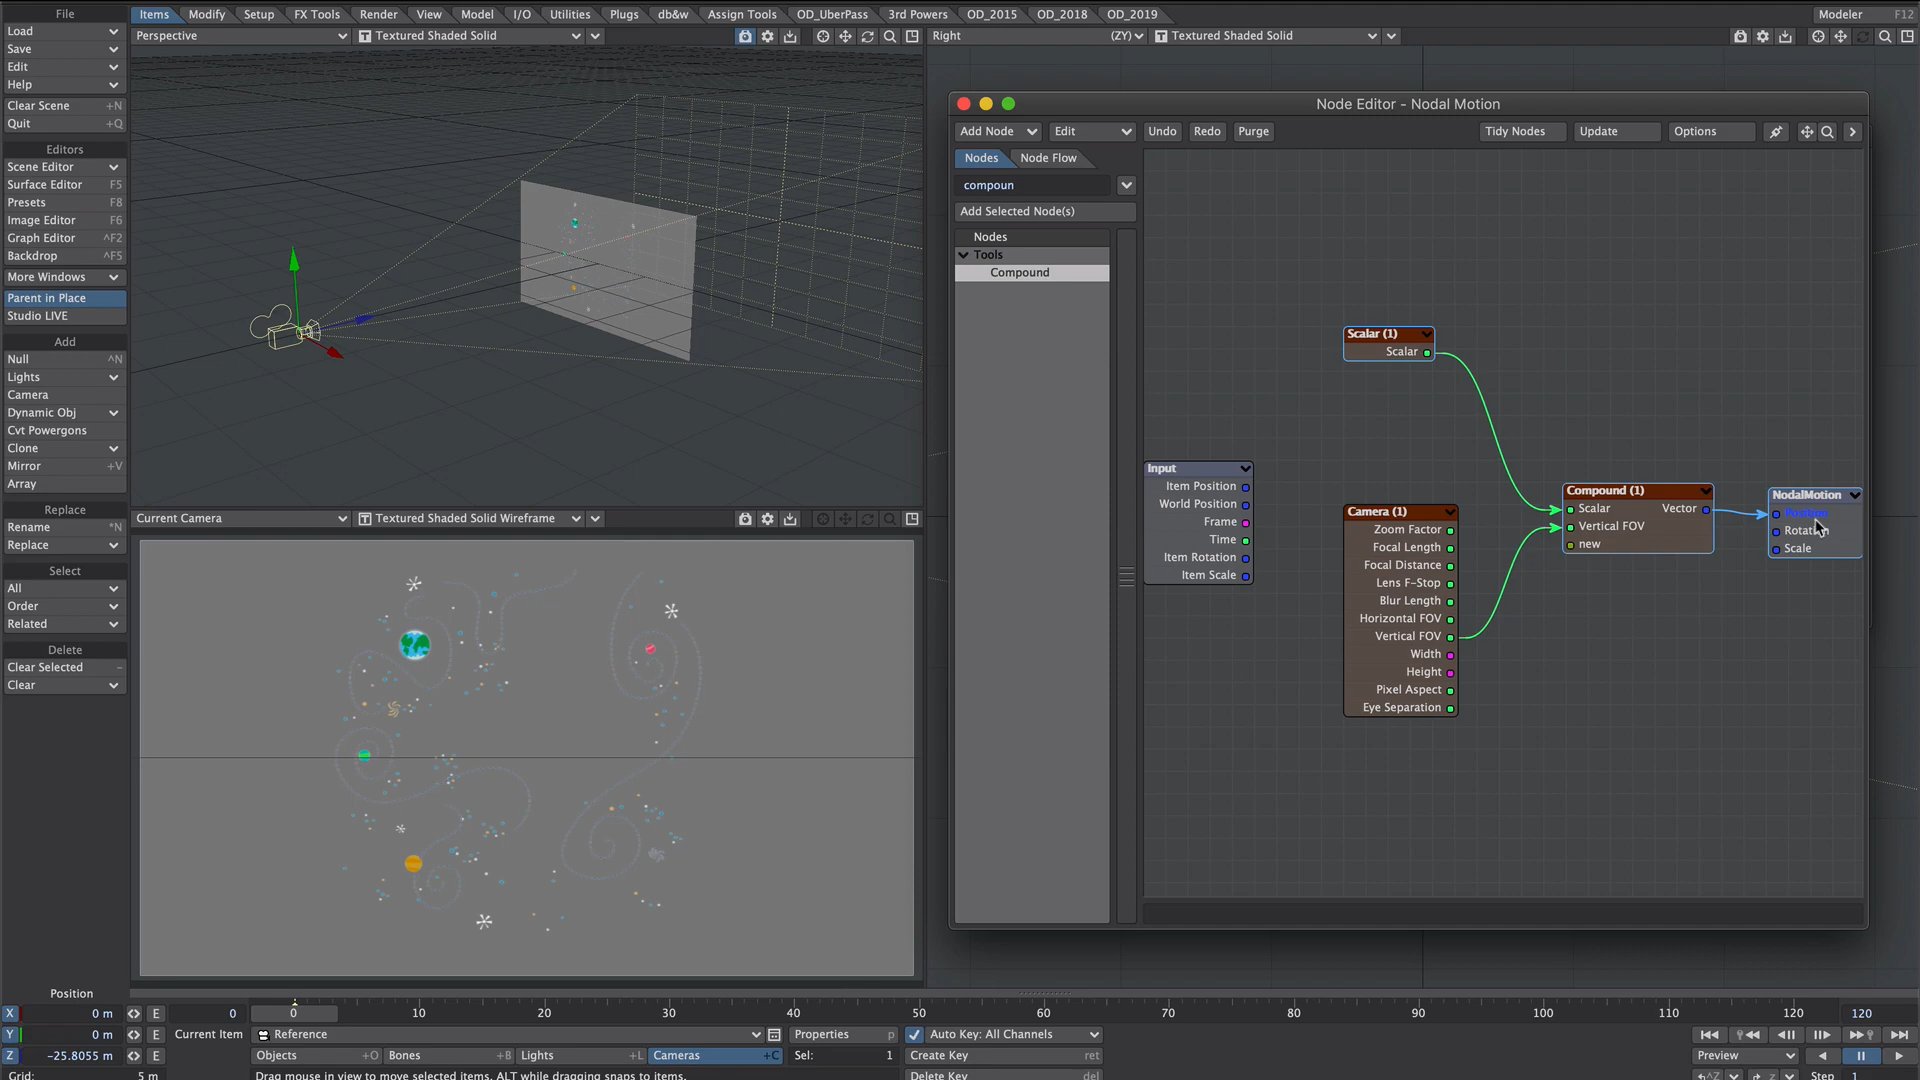 File
Items
Modify
Setup
FX Tools
Render
View
Model
I/O
Utilities
Plugs
db&w
Assign Tools
OD_UberPass
3rd Powers
OD_2015
OD_2018
OD_2019
Modeler F12
Load
Save
Edit
Help
Clear Scene +N
Quit +Q
Editors
Scene Editor
Surface Editor F5
Presets F8
Image Editor F6
Graph Editor ^F2
Backdrop ^F5
More Windows
Parent in Place
Studio LIVE
Add
Null ^N
Lights
Camera
Dynamic Obj
Cvt Powergons
Clone
Mirror +V
Array
Replace
Rename *N
Replace
Select
All
Order
Related
Delete
Clear Selected -
Clear
Perspective
Textured Shaded Solid
Right (ZY)
Textured Shaded Solid
Current Camera
Textured Shaded Solid Wireframe
Node Editor - Nodal Motion
Add Node
Edit
Undo
Redo
Purge
Tidy Nodes
Update
Options
Nodes
Node Flow
compoun
Add Selected Node(s)
Nodes
Tools
Compound
Scalar (1)
Scalar
Input
Item Position
World Position
Frame
Time
Item Rotation
Item Scale
Camera (1)
Zoom Factor
Focal Length
Focal Distance
Lens F-Stop
Blur Length
Horizontal FOV
Vertical FOV
Width
Height
Pixel Aspect
Eye Separation
Compound (1)
Scalar Vector
Vertical FOV
new
NodalMotion
Position
Rotation
Scale
Position
X 0 m E
Y 0 m E
Z -25.8055 m E
Grid: 5 m
0
0 10 20 30 40 50 60 70 80 90 100 110 120
120
Current Item
Reference
Properties p
Auto Key: All Channels
Objects +O
Bones +B
Lights +L
Cameras +C
Sel: 1
Create Key ret
Preview
Drag mouse in view to move selected items. ALT while dragging snaps to items.
Delete Key del
Step 1